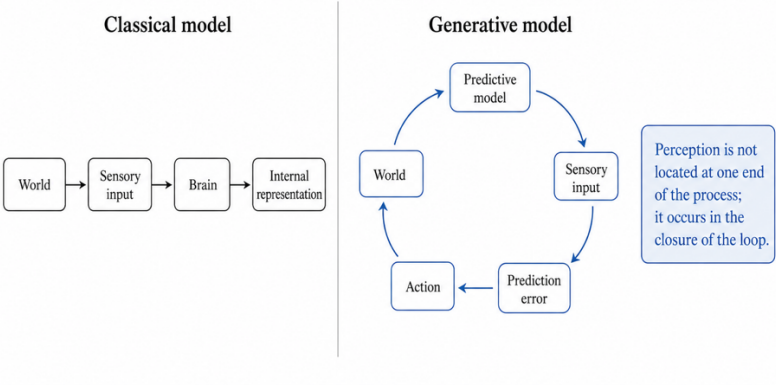 Classical model
World
Sensory
input
Brain
Internal
representation
Generative model
Predictive
model
Sensory
input
Prediction
error
Action
World
Perception is not
located at one end
of the process;
it occurs in the
closure of the loop.